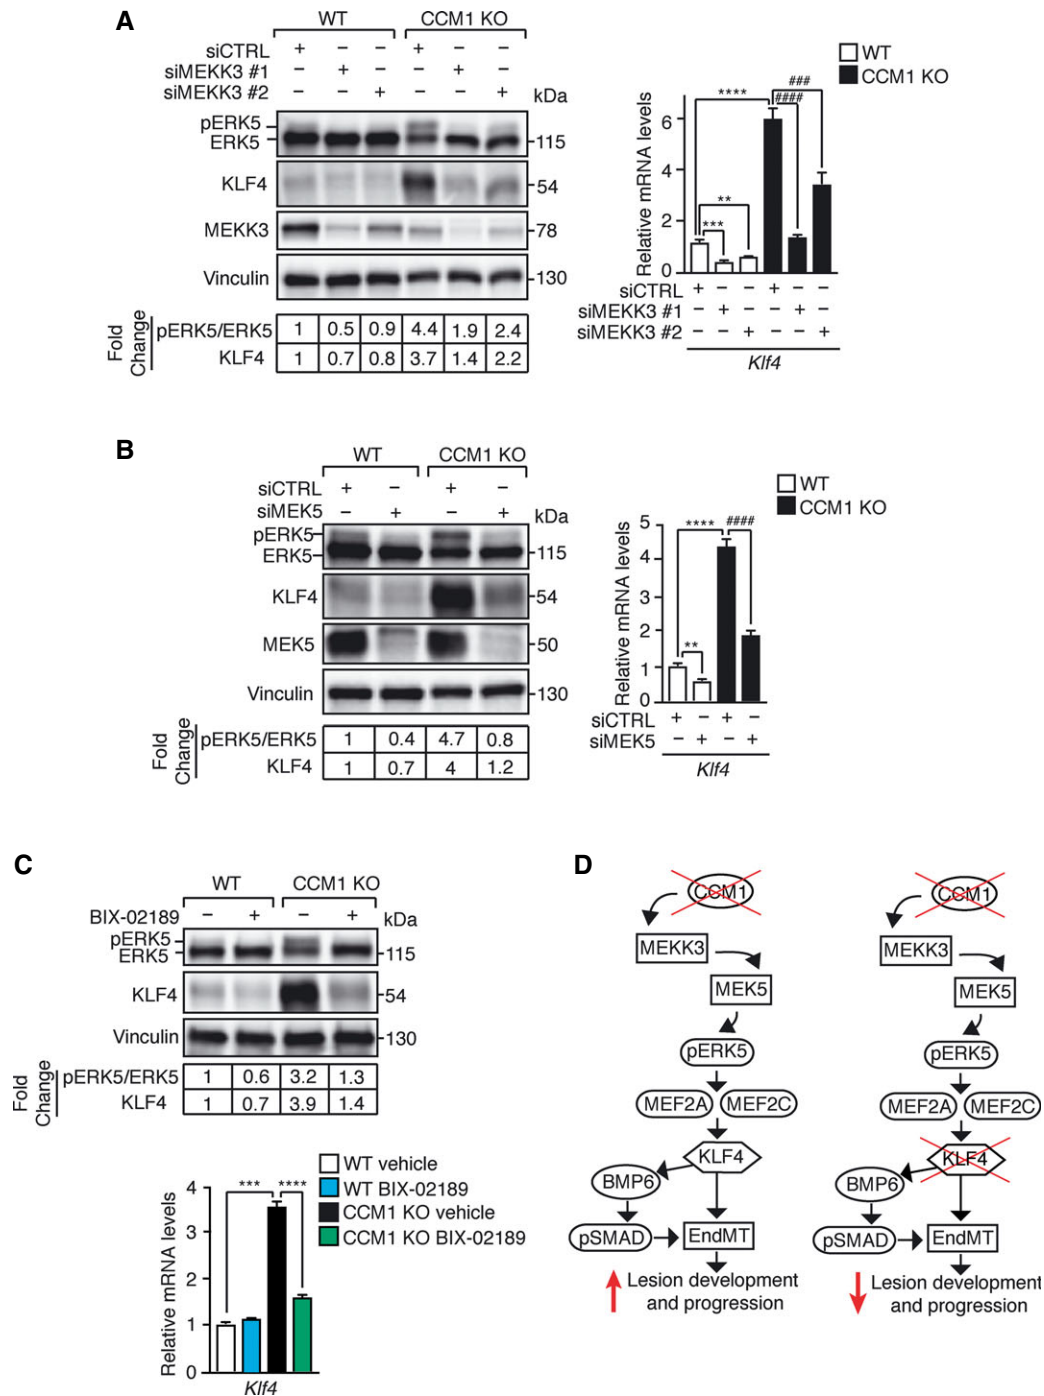 A
WT CCM1 KO
siCTRL + − − + − −
siMEKK3 #1 − + − − + −
siMEKK3 #2 − − + − − + kDa
pERK5
ERK5 115
KLF4 54
MEKK3 78
Vinculin 130
Fold Change
pERK5/ERK5 1 0.5 0.9 4.4 1.9 2.4
KLF4 1 0.7 0.8 3.7 1.4 2.2
WT
CCM1 KO
Relative mRNA levels
6
4
2
0
**** ### ####
** ***
siCTRL + − − + − −
siMEKK3 #1 − + − − + −
siMEKK3 #2 − − + − − +
Klf4
B
WT CCM1 KO
siCTRL + − + −
siMEK5 − + − + kDa
pERK5
ERK5 115
KLF4 54
MEK5 50
Vinculin 130
Fold Change
pERK5/ERK5 1 0.4 4.7 0.8
KLF4 1 0.7 4 1.2
WT
CCM1 KO
Relative mRNA levels
5
4
3
2
1
0
**** ####
**
siCTRL + − + −
siMEK5 − + − +
Klf4
C
WT CCM1 KO
BIX-02189 − + − + kDa
pERK5
ERK5 115
KLF4 54
Vinculin 130
Fold Change
pERK5/ERK5 1 0.6 3.2 1.3
KLF4 1 0.7 3.9 1.4
WT vehicle
WT BIX-02189
CCM1 KO vehicle
CCM1 KO BIX-02189
Relative mRNA levels
4
3
2
1
0
*** ****
Klf4
D
CCM1
MEKK3
MEK5
pERK5
MEF2A MEF2C
KLF4
BMP6
pSMAD EndMT
Lesion development
and progression
CCM1
MEKK3
MEK5
pERK5
MEF2A MEF2C
KLF4
BMP6
pSMAD EndMT
Lesion development
and progression